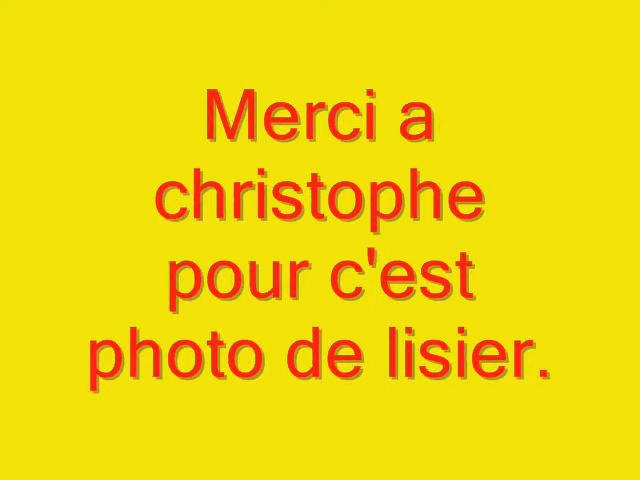 Merci a
christophe
pour c'est
photo de lisier.